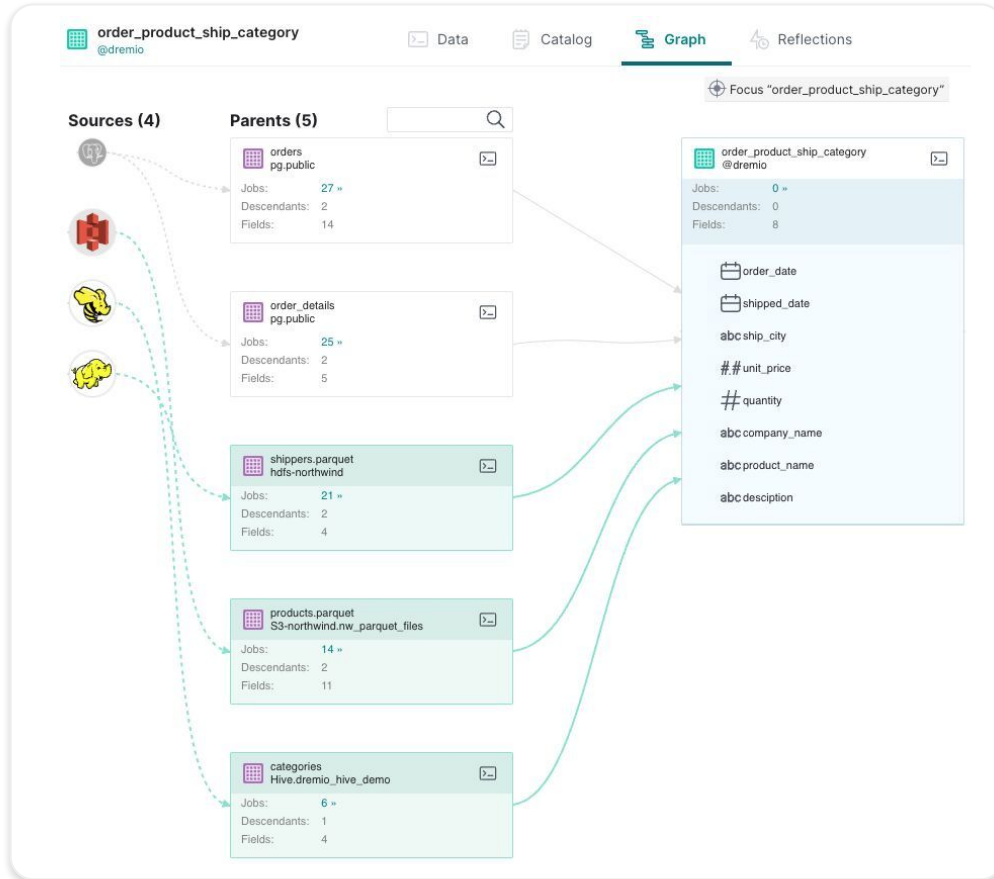 order_product_ship_category
@dremio
Data
Catalog
Graph
Reflections
Focus "order_product_ship_category"
Sources (4)
Parents (5)
orders
pg.public
Jobs: 27 »
Descendants: 2
Fields: 14
order_details
pg.public
Jobs: 25 »
Descendants: 2
Fields: 5
shippers.parquet
hdfs-northwind
Jobs: 21 »
Descendants: 2
Fields: 4
products.parquet
S3-northwind.nw_parquet_files
Jobs: 14 »
Descendants: 2
Fields: 11
categories
Hive.dremio_hive_demo
Jobs: 6 »
Descendants: 1
Fields: 4
order_product_ship_category
@dremio
Jobs: 0 »
Descendants: 0
Fields: 8
order_date
shipped_date
abc ship_city
#.# unit_price
# quantity
abc company_name
abc product_name
abc desciption